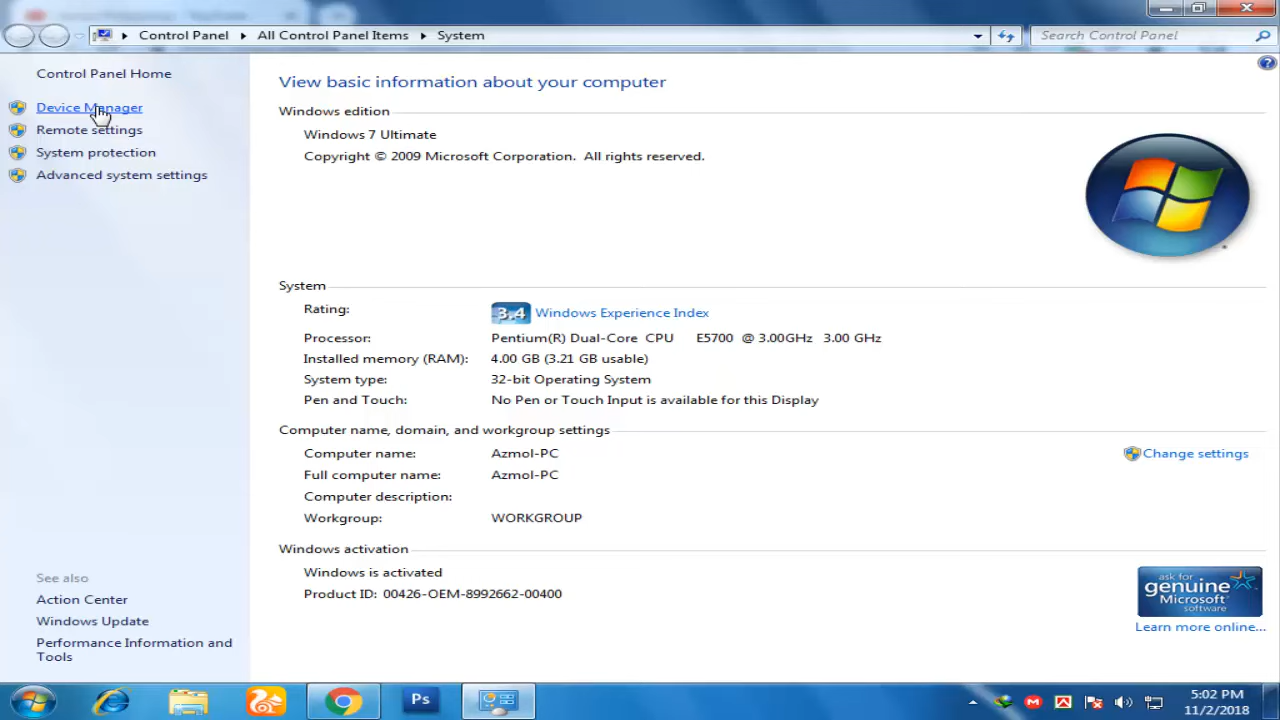 Control Panel
All Control Panel Items
System
Search Control Panel
Control Panel Home
Device Manager
Remote settings
System protection
Advanced system settings
View basic information about your computer
Windows edition
Windows 7 Ultimate
Copyright © 2009 Microsoft Corporation. All rights reserved.
System
Rating: 3.4 Windows Experience Index
Processor: Pentium(R) Dual-Core CPU E5700 @ 3.00GHz 3.00 GHz
Installed memory (RAM): 4.00 GB (3.21 GB usable)
System type: 32-bit Operating System
Pen and Touch: No Pen or Touch Input is available for this Display
Computer name, domain, and workgroup settings
Computer name: Azmol-PC
Change settings
Full computer name: Azmol-PC
Computer description:
Workgroup: WORKGROUP
Windows activation
Windows is activated
Product ID: 00426-OEM-8992662-00400
ask for
genuine
Microsoft
software
Learn more online...
See also
Action Center
Windows Update
Performance Information and
Tools
Ps
5:02 PM
11/2/2018